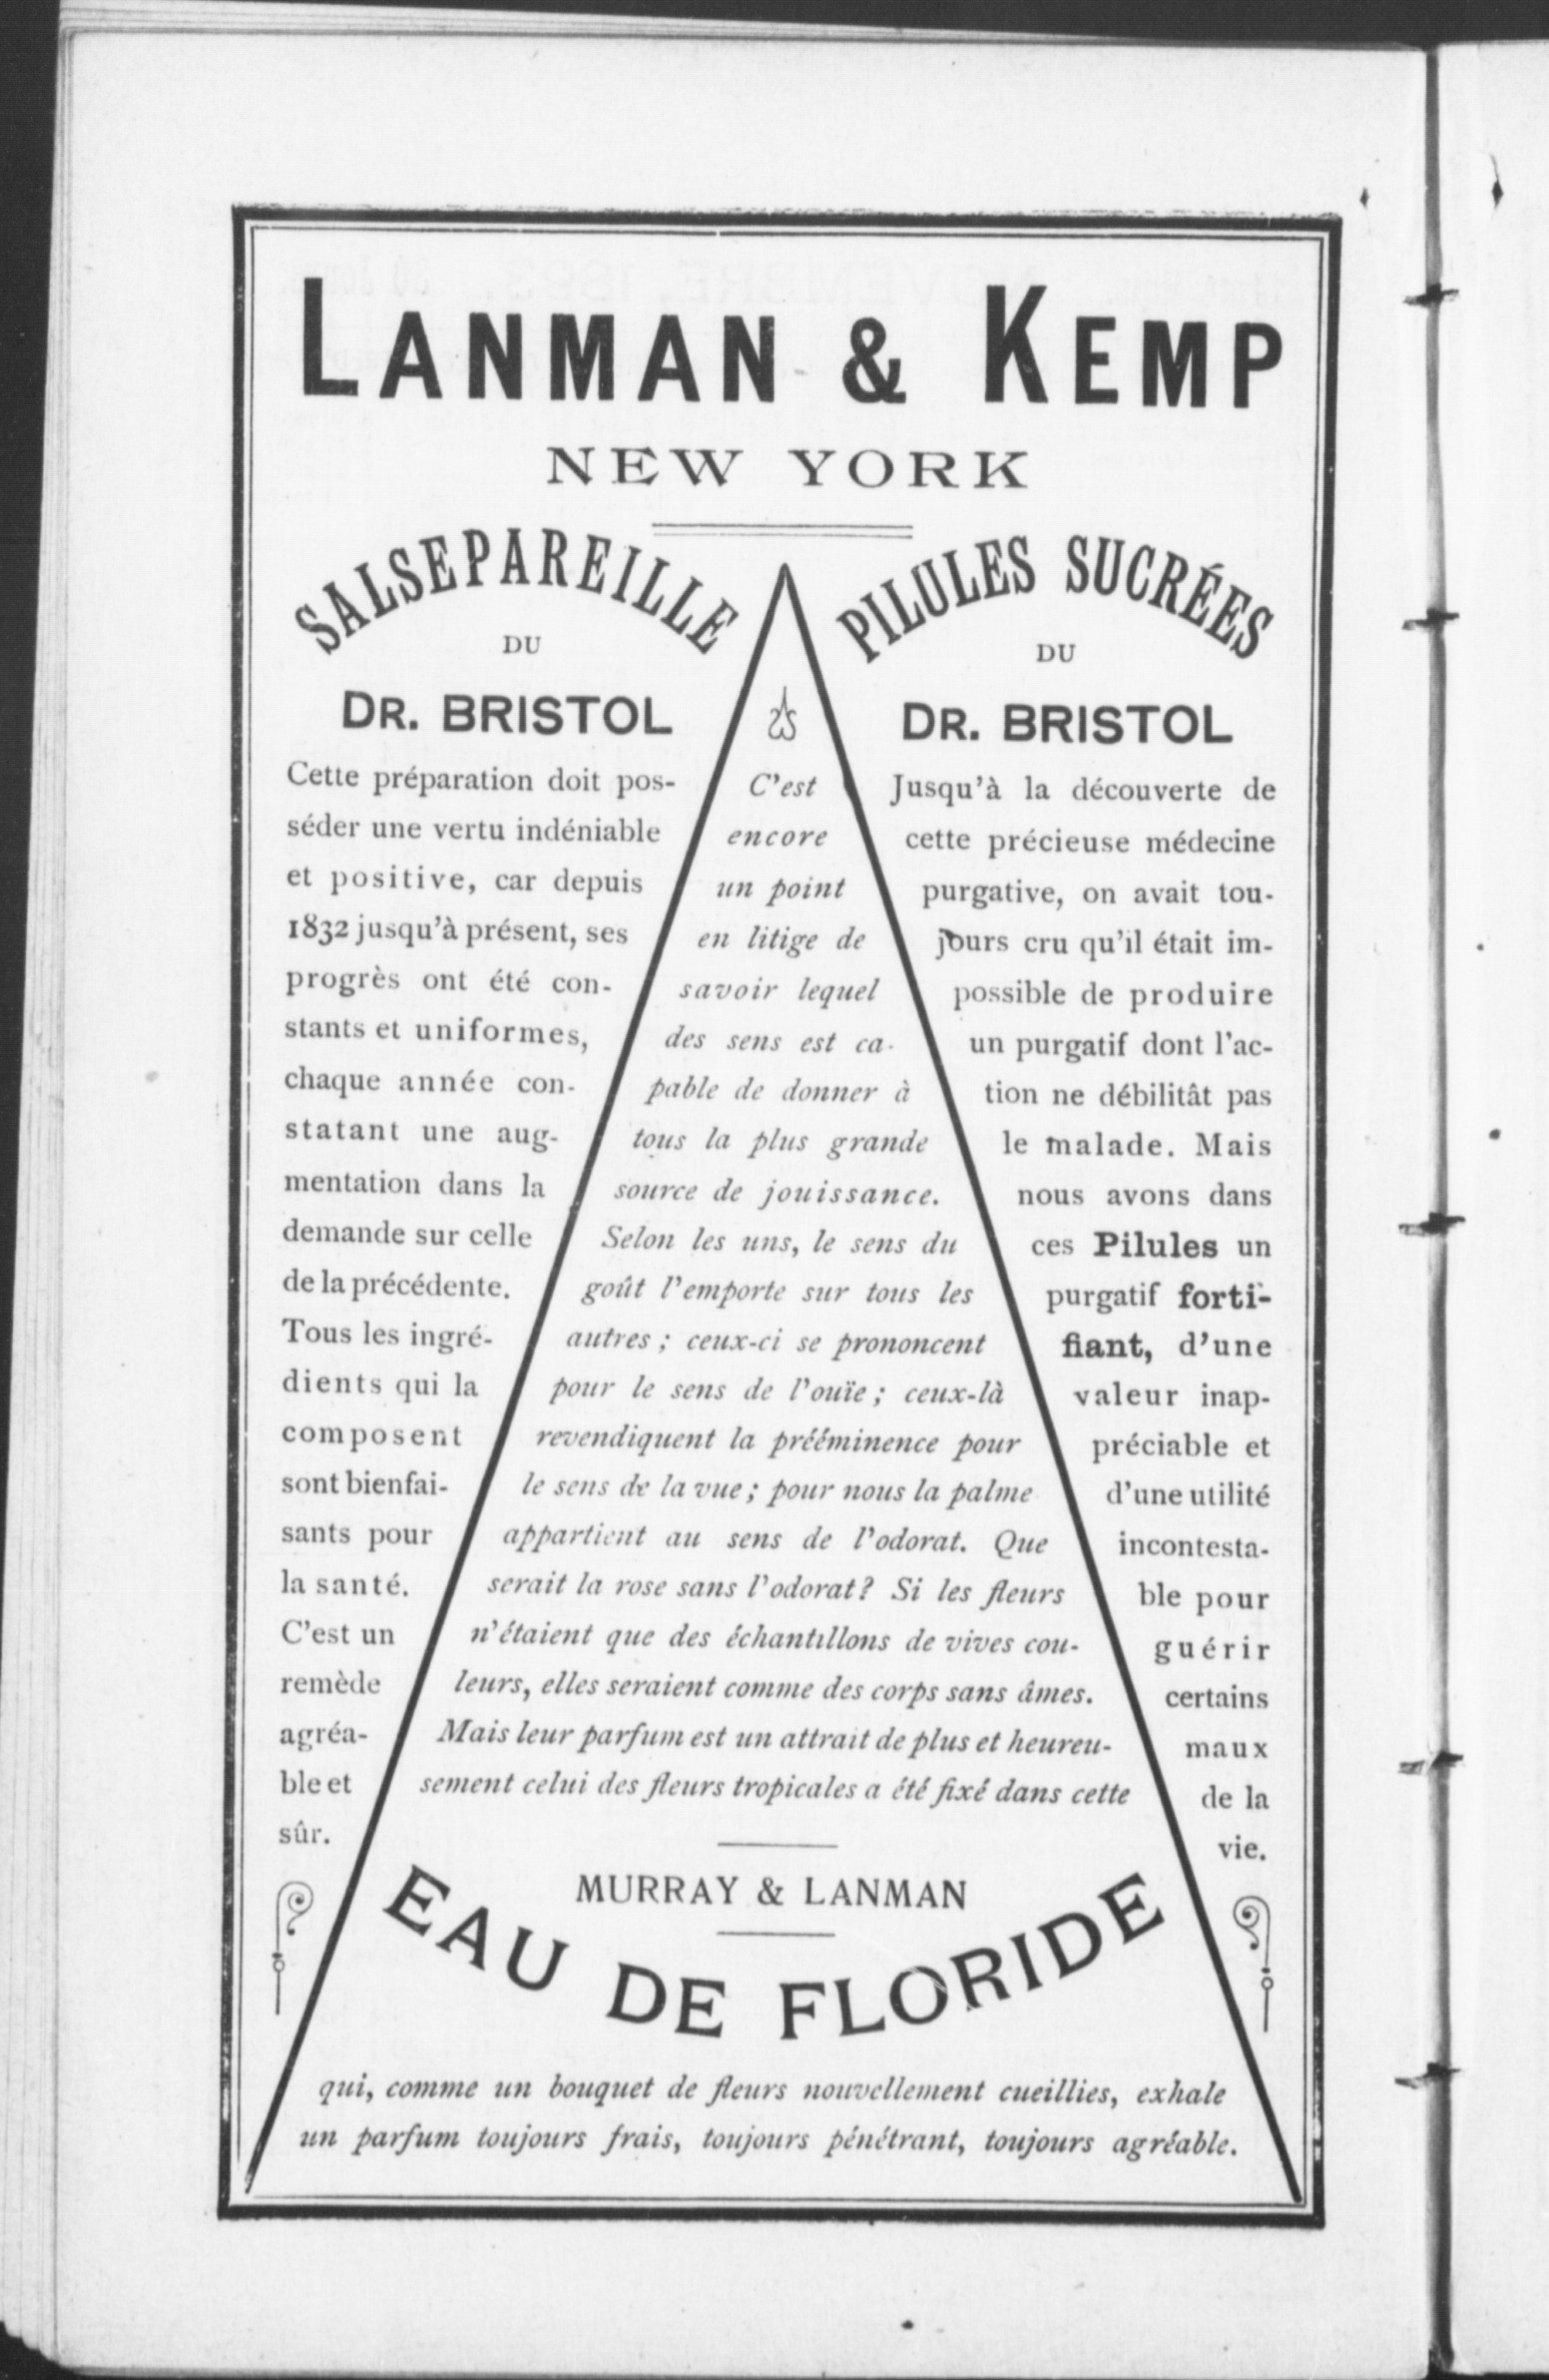 LANMAN & KEMP
NEW YORK
SALSEPAREILLE
DU
DR. BRISTOL
Cette préparation doit pos-
séder une vertu indéniable
et positive, car depuis
1832 jusqu'à présent, ses
progrès ont été con-
stants et uniformes,
chaque année con-
statant une aug-
mentation dans la
demande sur celle
de la précédente.
Tous les ingré-
dients qui la
composent
sont bienfai-
sants pour
la santé.
C'est un
remède
agréa-
ble et
sûr.
C'est
encore
un point
en litige de
savoir lequel
des sens est ca-
pable de donner à
tous la plus grande
source de jouissance.
Selon les uns, le sens du
goût l'emporte sur tous les
autres ; ceux-ci se prononcent
pour le sens de l'ouïe ; ceux-là
revendiquent la prééminence pour
le sens de la vue ; pour nous la palme
appartient au sens de l'odorat. Que
serait la rose sans l'odorat? Si les fleurs
n'étaient que des échantillons de vives cou-
leurs, elles seraient comme des corps sans âmes.
Mais leur parfum est un attrait de plus et heureu-
sement celui des fleurs tropicales a été fixé dans cette
MURRAY & LANMAN
EAU DE FLORIDE
qui, comme un bouquet de fleurs nouvellement cueillies, exhale
un parfum toujours frais, toujours pénétrant, toujours agréable.
PILULES SUCRÉES
DU
DR. BRISTOL
Jusqu'à la découverte de
cette précieuse médecine
purgative, on avait tou-
jours cru qu'il était im-
possible de produire
un purgatif dont l'ac-
tion ne débilitât pas
le malade. Mais
nous avons dans
ces Pilules un
purgatif forti-
fiant, d'une
valeur inap-
préciable et
d'une utilité
incontesta-
ble pour
guérir
certains
maux
de la
vie.